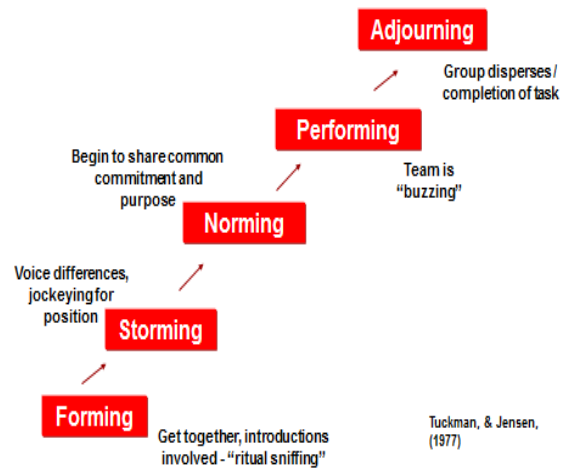 Adjourning
Group disperses /
completion of task
Performing
Team is
“buzzing”
Begin to share common
commitment and
purpose
Norming
Voice differences,
jockeying for
position
Storming
Forming
Get together, introductions
involved - “ritual sniffing”
Tuckman, & Jensen,
(1977)